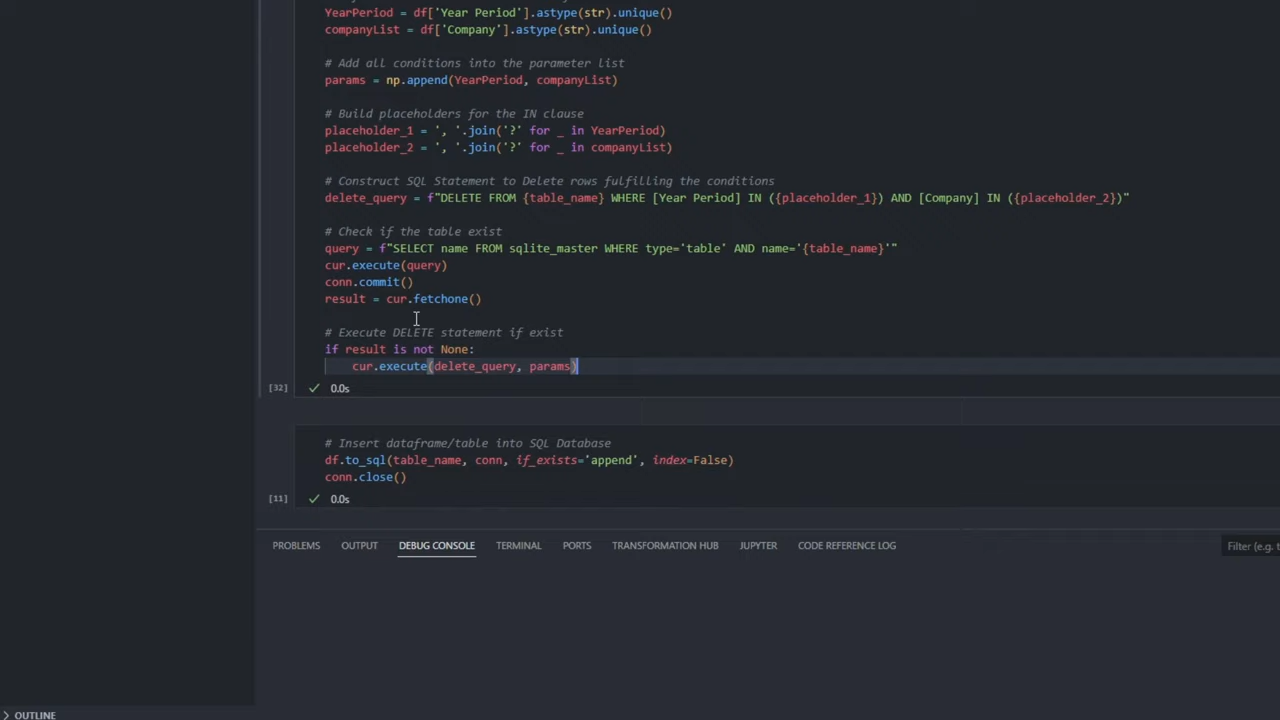 YearPeriod = df['Year Period'].astype(str).unique()
companyList = df['Company'].astype(str).unique()
# Add all conditions into the parameter list
params = np.append(YearPeriod, companyList)
# Build placeholders for the IN clause
placeholder_1 = ', '.join('?' for _ in YearPeriod)
placeholder_2 = ', '.join('?' for _ in companyList)
# Construct SQL Statement to Delete rows fulfilling the conditions
delete_query = f"DELETE FROM {table_name} WHERE [Year Period] IN ({placeholder_1}) AND [Company] IN ({placeholder_2})"
# Check if the table exist
query = f"SELECT name FROM sqlite_master WHERE type='table' AND name='{table_name}'"
cur.execute(query)
conn.commit()
result = cur.fetchone()
# Execute DELETE statement if exist
if result is not None:
cur.execute(delete_query, params)
[32] 0.0s
# Insert dataframe/table into SQL Database
df.to_sql(table_name, conn, if_exists='append', index=False)
conn.close()
[11] 0.0s
PROBLEMS OUTPUT DEBUG CONSOLE TERMINAL PORTS TRANSFORMATION HUB JUPYTER CODE REFERENCE LOG Filter (e.g. t
OUTLINE